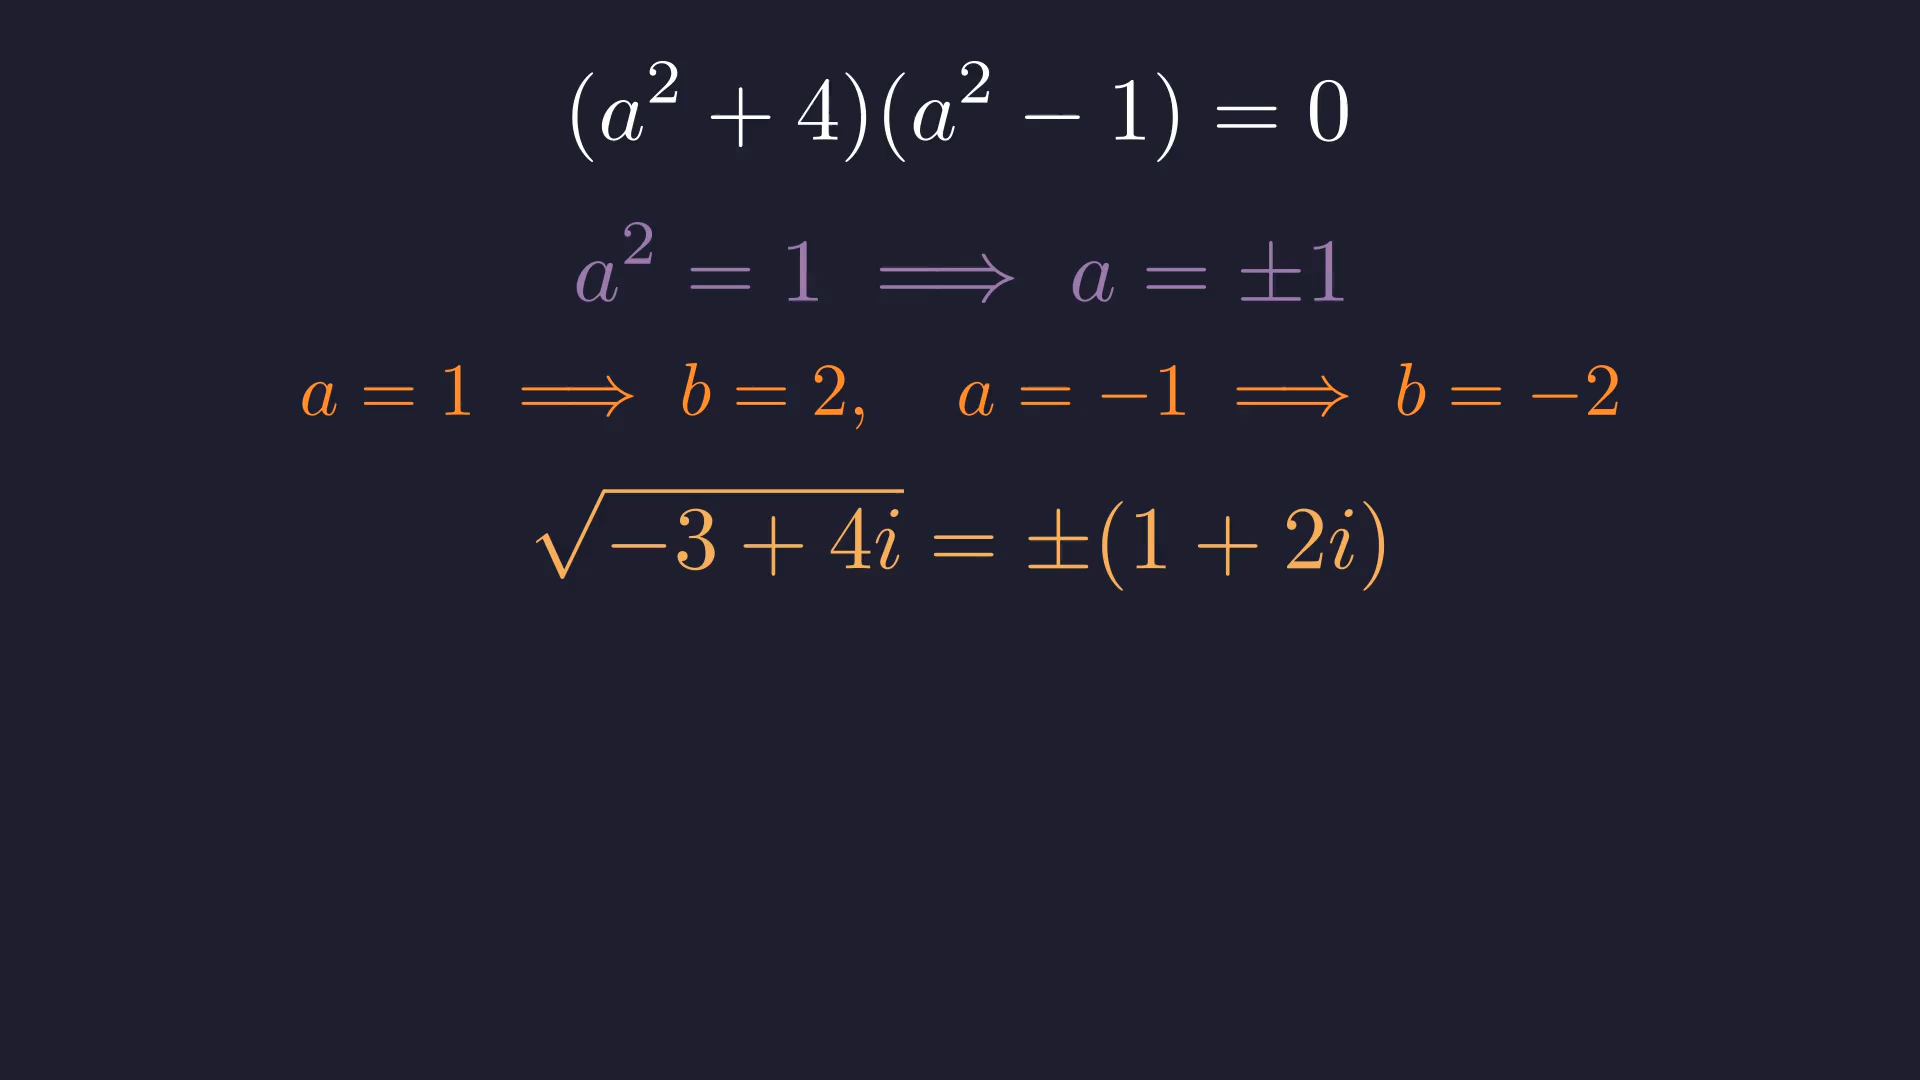 (a² + 4)(a² − 1) = 0
a² = 1 ⟹ a = ±1
a = 1 ⟹ b = 2, a = −1 ⟹ b = −2
√(−3 + 4i) = ±(1 + 2i)